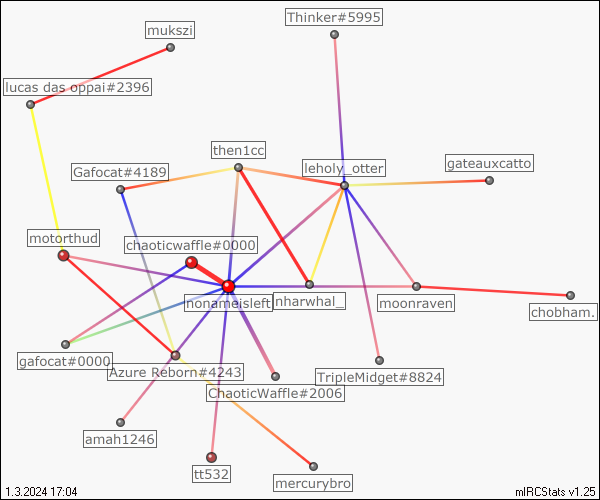 Thinker#5995
mukszi
lucas das oppai#2396
then1cc
leholy_otter
gateauxcatto
Gafocat#4189
motorthud
chaoticwaffle#0000
nonameisleft
nharwhal_
moonraven
chobham.
gafocat#0000
Azure Reborn#4243
TripleMidget#8824
ChaoticWaffle#2006
amah1246
tt532
mercurybro
1.3.2024 17:04
mIRCStats v1.25